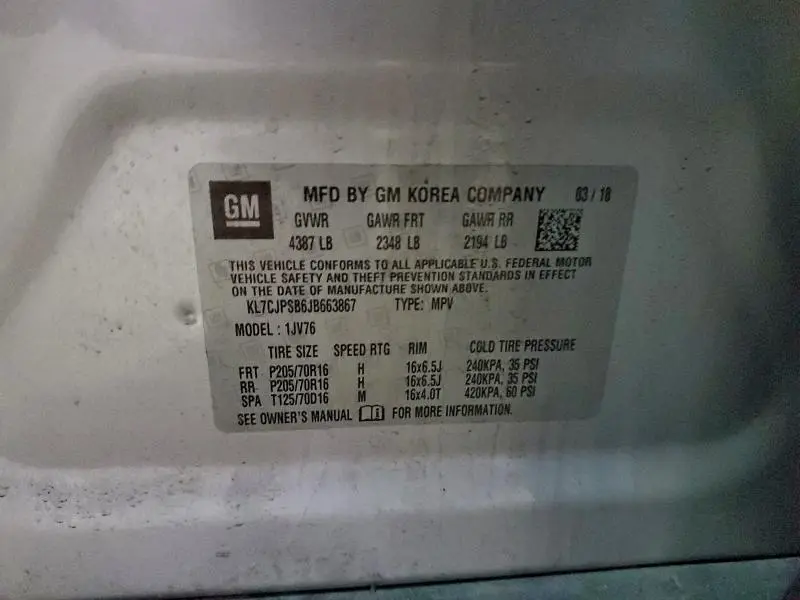 GM MFD BY GM KOREA COMPANY 03/18
GVWR GAWR FRT GAWR RR
4387 LB 2348 LB 2194 LB
THIS VEHICLE CONFORMS TO ALL APPLICABLE U.S. FEDERAL MOTOR
VEHICLE SAFETY AND THEFT PREVENTION STANDARDS IN EFFECT
ON THE DATE OF MANUFACTURE SHOWN ABOVE.
KL7CJPSB6JB663867 TYPE: MPV
MODEL : 1JV76
TIRE SIZE SPEED RTG RIM COLD TIRE PRESSURE
FRT P205/70R16 H 16x6.5J 240KPA, 35 PSI
RR P205/70R16 H 16x6.5J 240KPA, 35 PSI
SPA T125/70D16 M 16x4.0T 420KPA, 60 PSI
SEE OWNER'S MANUAL FOR MORE INFORMATION.